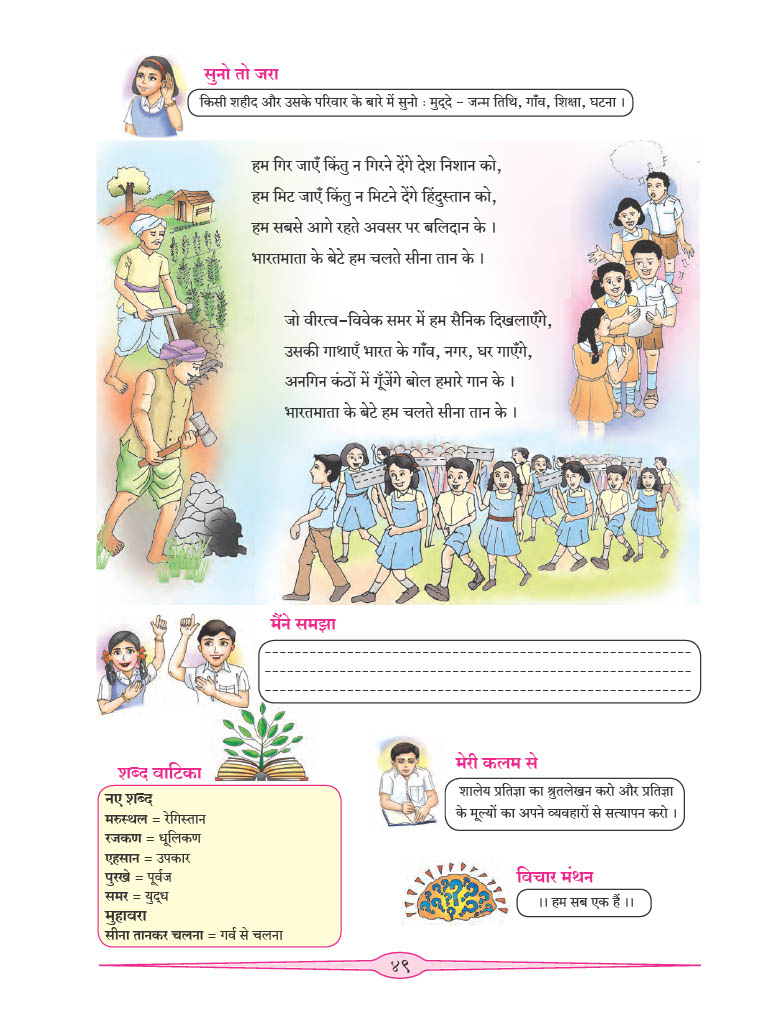 सुनो तो जरा
किसी शहीद और उसके परिवार के बारे में सुनो : मुद्दे – जन्म तिथि, गाँव, शिक्षा, घटना ।
हम गिर जाएँ किंतु न गिरने देंगे देश निशान को,
हम मिट जाएँ किंतु न मिटने देंगे हिंदुस्तान को,
हम सबसे आगे रहते अवसर पर बलिदान के ।
भारतमाता के बेटे हम चलते सीना तान के ।
जो वीरत्व-विवेक समर में हम सैनिक दिखलाएँगे,
उसकी गाथाएँ भारत के गाँव, नगर, घर गाएँगे,
अनगिन कंठों में गूँजेंगे बोल हमारे गान के ।
भारतमाता के बेटे हम चलते सीना तान के ।
मैंने समझा
शब्द वाटिका
नए शब्द
मरुस्थल = रेगिस्तान
रजकण = धूलिकण
एहसान = उपकार
पुरखे = पूर्वज
समर = युद्ध
मुहावरा
सीना तानकर चलना = गर्व से चलना
मेरी कलम से
शालेय प्रतिज्ञा का श्रुतलेखन करो और प्रतिज्ञा
के मूल्यों का अपने व्यवहारों से सत्यापन करो ।
विचार मंथन
।। हम सब एक हैं ।।
४९